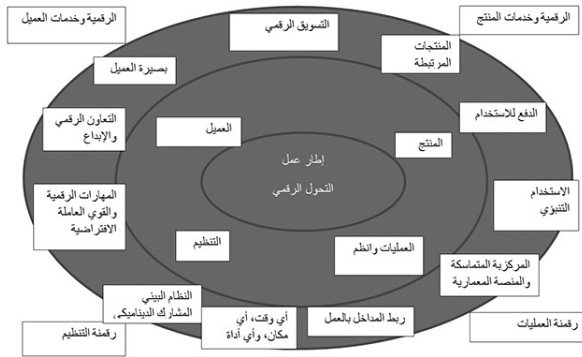 الرقمية وخدمات المنتج
التسويق الرقمي
الرقمية وخدمات العميل
المنتجات
المرتبطة
بصيرة العميل
الدفع للاستخدام
التعاون الرقمي
والإبداع
العميل
المنتج
إطار عمل
التحول الرقمي
الاستخدام
التنبؤي
المهارات الرقمية
والقوي العاملة
الافتراضية
التنظيم
العمليات وانظم
المركزية المتماسكة
والمنصة المعمارية
النظام البيئي
المشارك الديناميكي
أي وقت، أي
مكان، وأي أداة
ربط المداخل بالعمل
رقمنة العمليات
رقمنة التنظيم